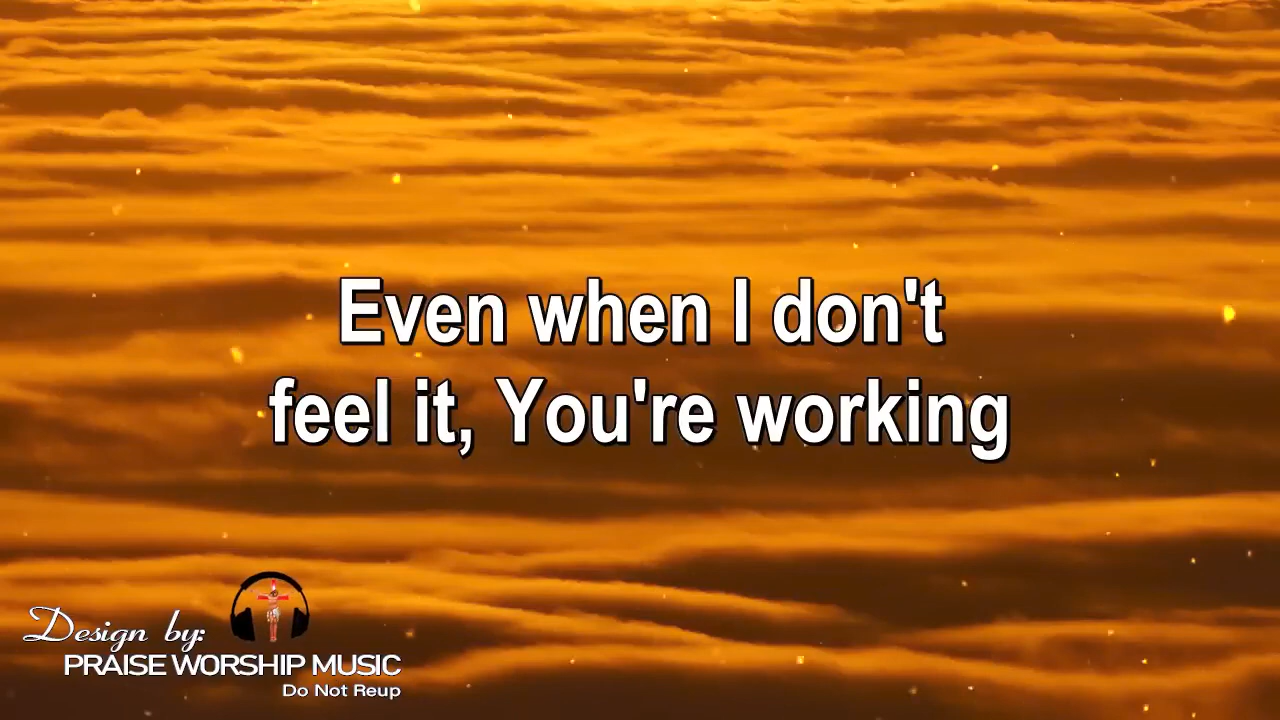 Even when I don't
feel it, You're working
Design by:
PRAISE WORSHIP MUSIC
Do Not Reup